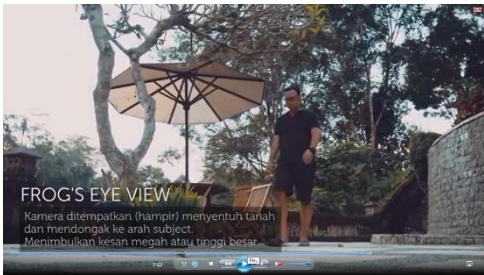 FROG'S EYE VIEW
Kamera ditempatkan (hampir) menyentuh tanah
dan mendongak ke arah subject.
Menimbulkan kesan megah atau tinggi besar.
Play